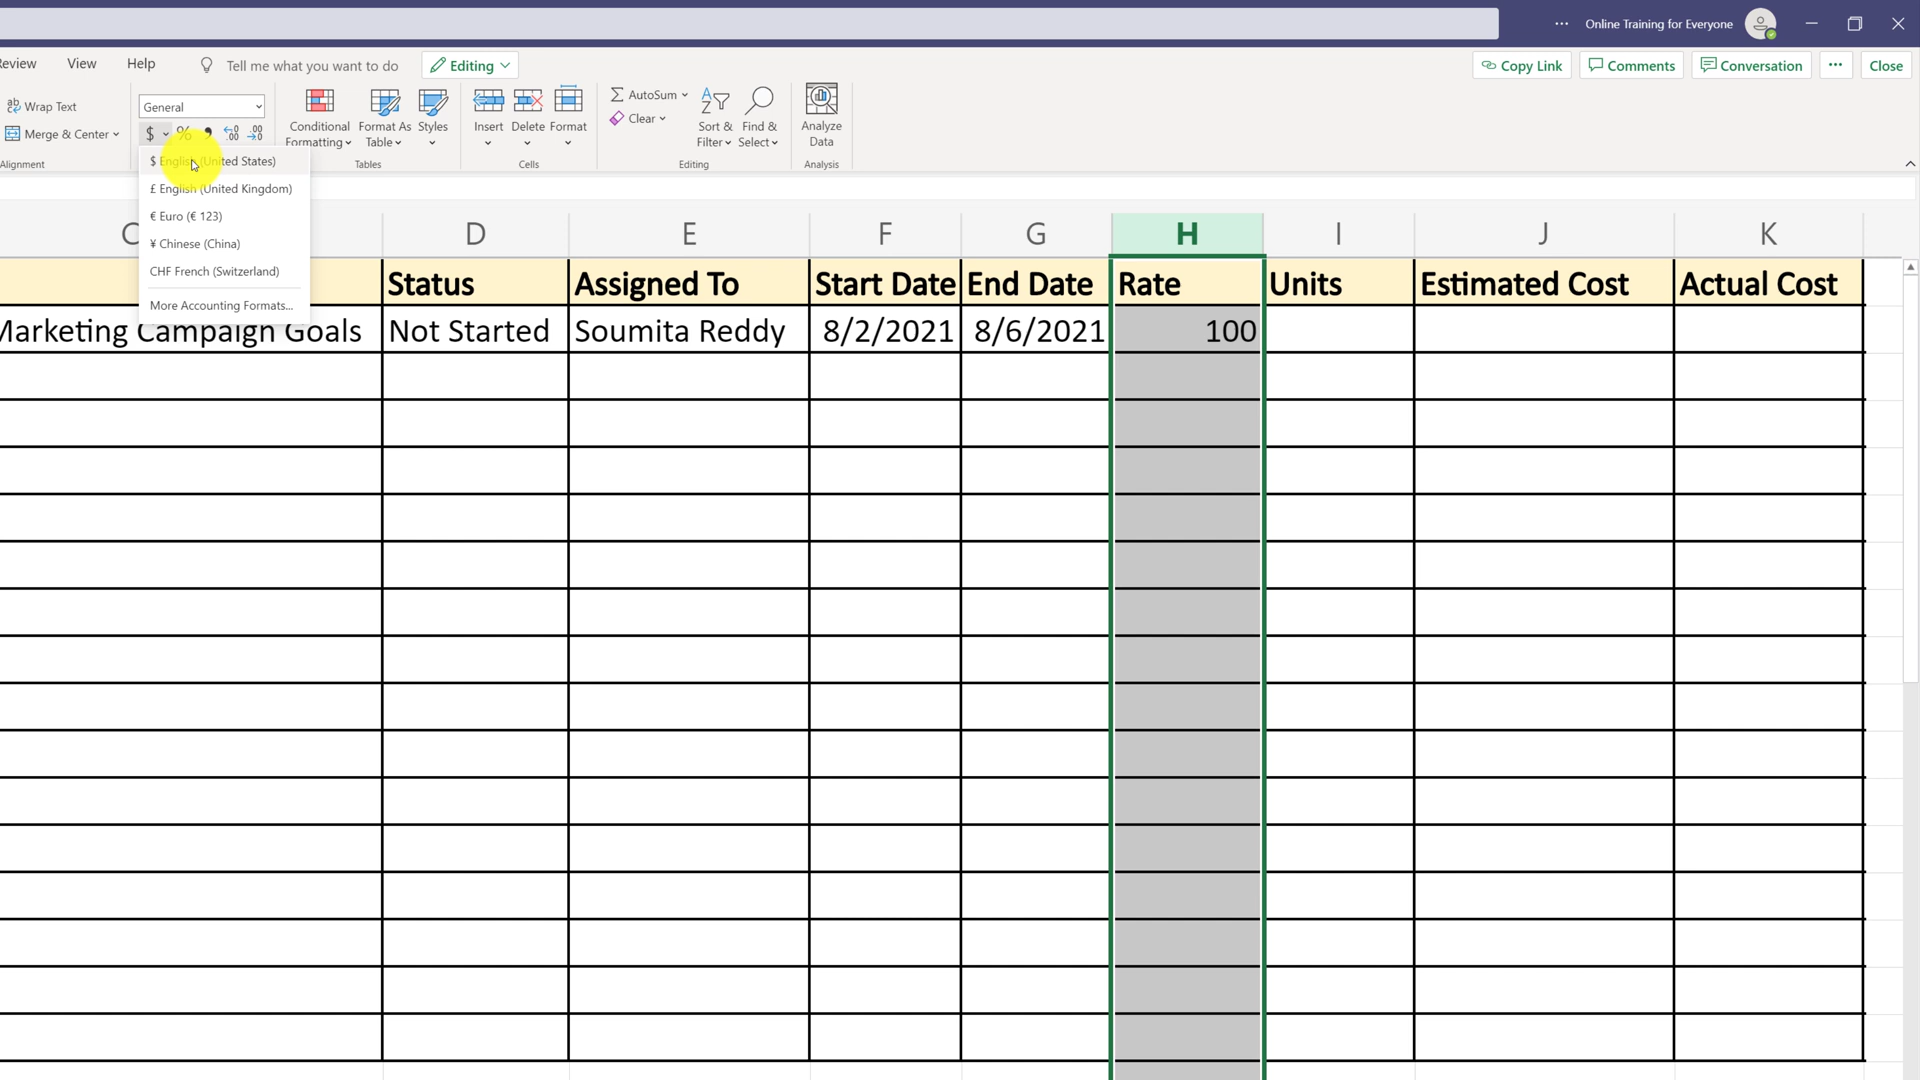 Online Training for Everyone
Review View Help Tell me what you want to do Editing
Copy Link Comments Conversation Close
Wrap Text
General
Merge & Center
$ %
Conditional Formatting
Format As Table
Styles
Insert
Delete
Format
AutoSum
Clear
Sort & Filter
Find & Select
Analyze Data
Alignment Tables Cells Editing Analysis
$ English (United States)
£ English (United Kingdom)
€ Euro (€ 123)
¥ Chinese (China)
CHF French (Switzerland)
More Accounting Formats...
C D E F G H I J K
Status Assigned To Start Date End Date Rate Units Estimated Cost Actual Cost
Marketing Campaign Goals Not Started Soumita Reddy 8/2/2021 8/6/2021 100